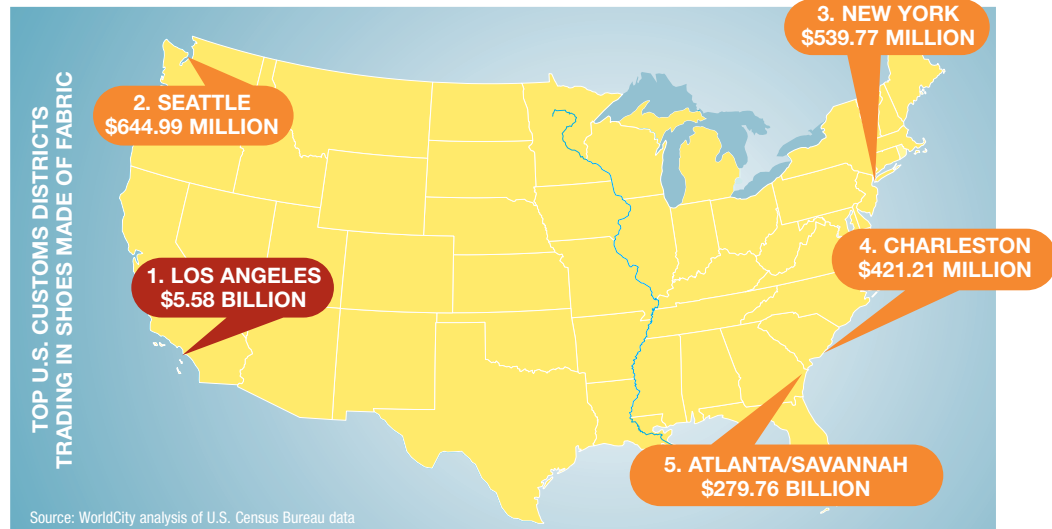 TOP U.S. CUSTOMS DISTRICTS
TRADING IN SHOES MADE OF FABRIC
1. LOS ANGELES
$5.58 BILLION
2. SEATTLE
$644.99 MILLION
3. NEW YORK
$539.77 MILLION
4. CHARLESTON
$421.21 MILLION
5. ATLANTA/SAVANNAH
$279.76 BILLION
Source: WorldCity analysis of U.S. Census Bureau data